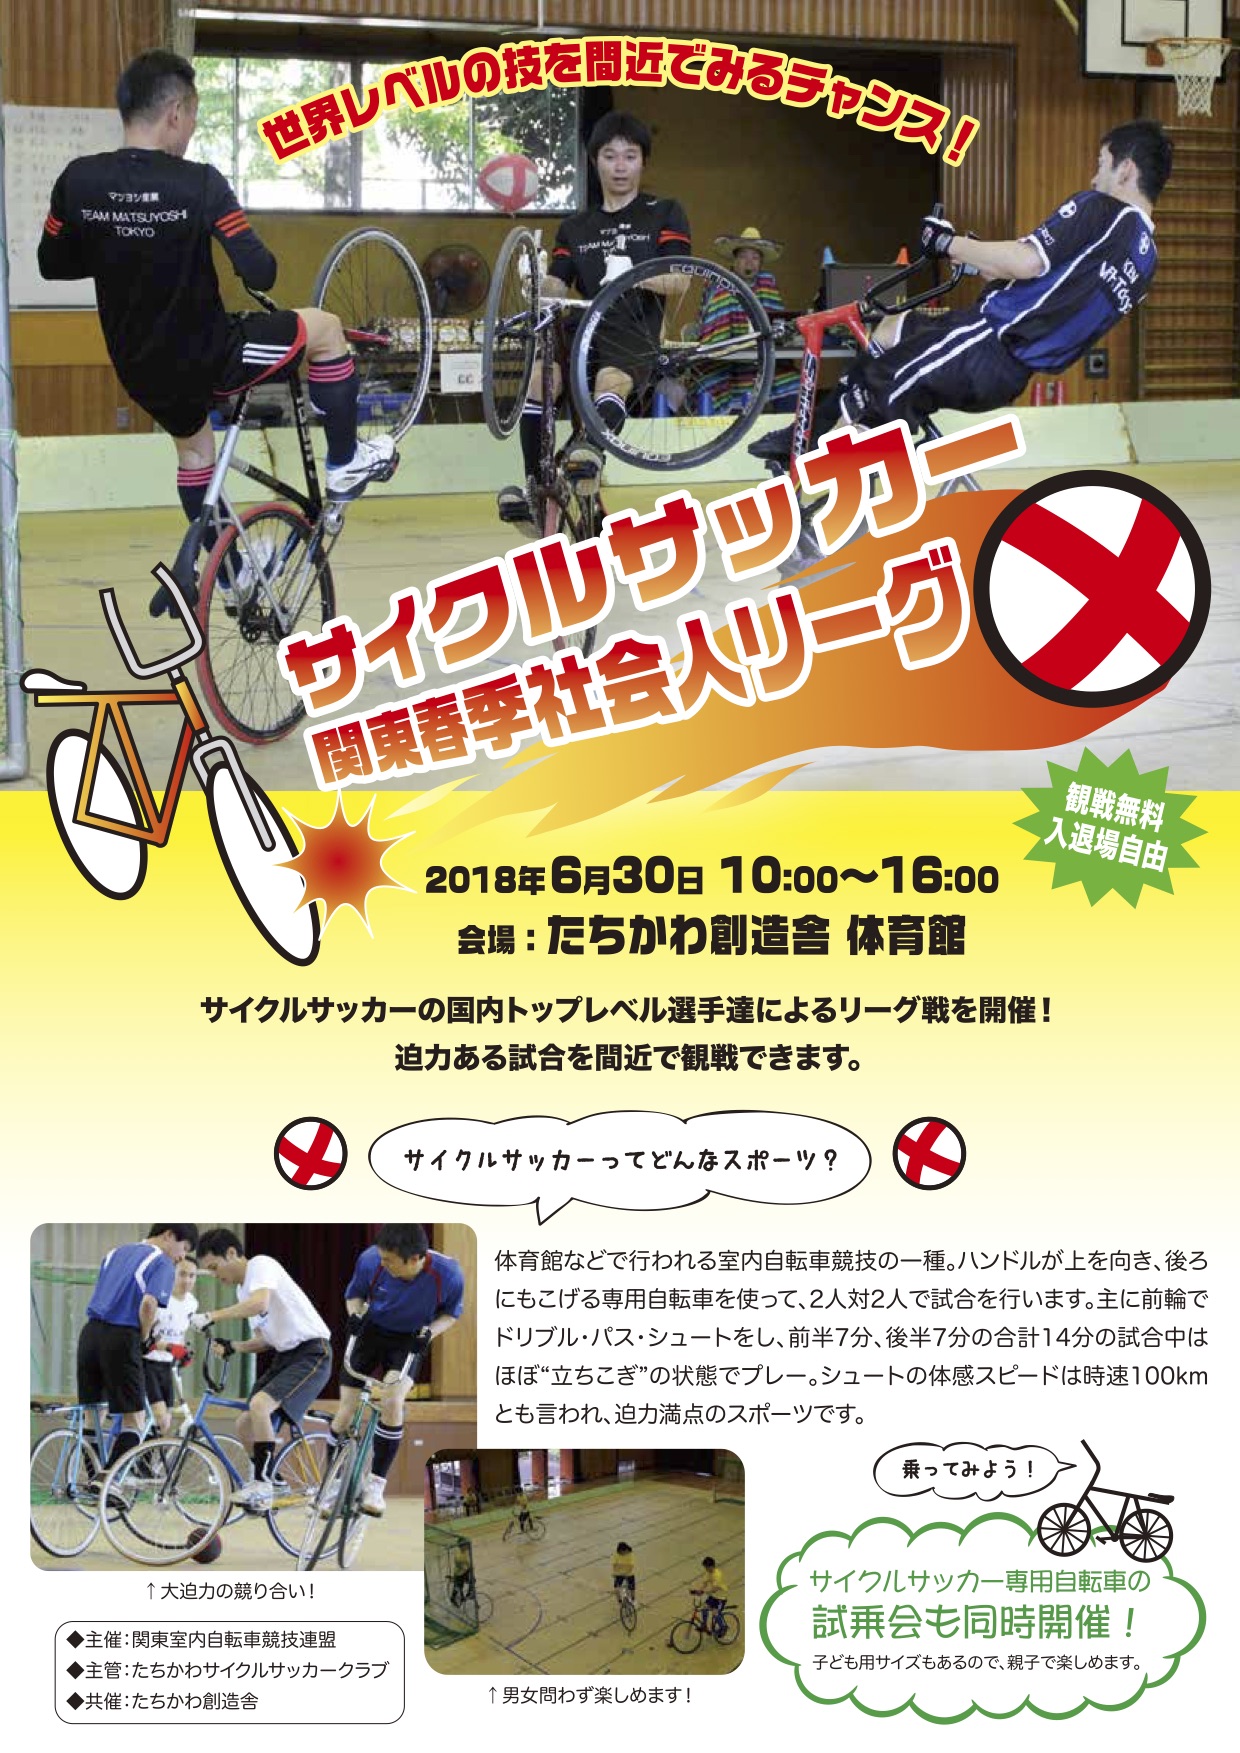 世界レベルの技を間近でみるチャンス！
マツヨシ産業
TEAM MATSUYOSHI
TOKYO
EQUINOX
サイクルサッカー
関東春季社会人リーグ
観戦無料
入退場自由
2018年6月30日 10:00〜16:00
会場：たちかわ創造舎 体育館
サイクルサッカーの国内トップレベル選手達によるリーグ戦を開催！
迫力ある試合を間近で観戦できます。
サイクルサッカーってどんなスポーツ？
体育館などで行われる室内自転車競技の一種。ハンドルが上を向き、後ろ
にもこげる専用自転車を使って、2人対2人で試合を行います。主に前輪で
ドリブル・パス・シュートをし、前半7分、後半7分の合計14分の試合中は
ほぼ“立ちこぎ”の状態でプレー。シュートの体感スピードは時速100km
とも言われ、迫力満点のスポーツです。
乗ってみよう！
サイクルサッカー専用自転車の
試乗会も同時開催！
子ども用サイズもあるので、親子で楽しめます。
↑大迫力の競り合い！
◆主催：関東室内自転車競技連盟
◆主管：たちかわサイクルサッカークラブ
◆共催：たちかわ創造舎
↑男女問わず楽しめます！